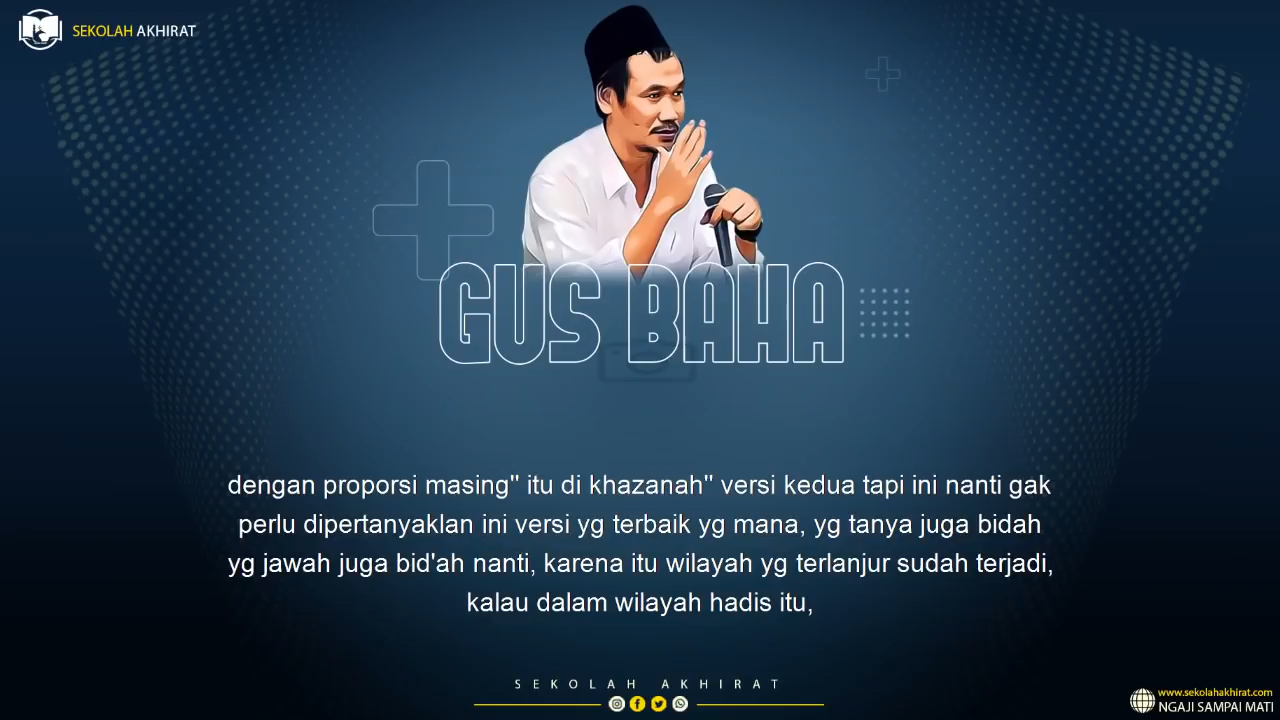 SEKOLAH AKHIRAT
GUS BAHA
dengan proporsi masing" itu di khazanah" versi kedua tapi ini nanti gak
perlu dipertanyaklan ini versi yg terbaik yg mana, yg tanya juga bidah
yg jawah juga bid'ah nanti, karena itu wilayah yg terlanjur sudah terjadi,
kalau dalam wilayah hadis itu,
SEKOLAH AKHIRAT
www.sekolahakhirat.com
NGAJI SAMPAI MATI